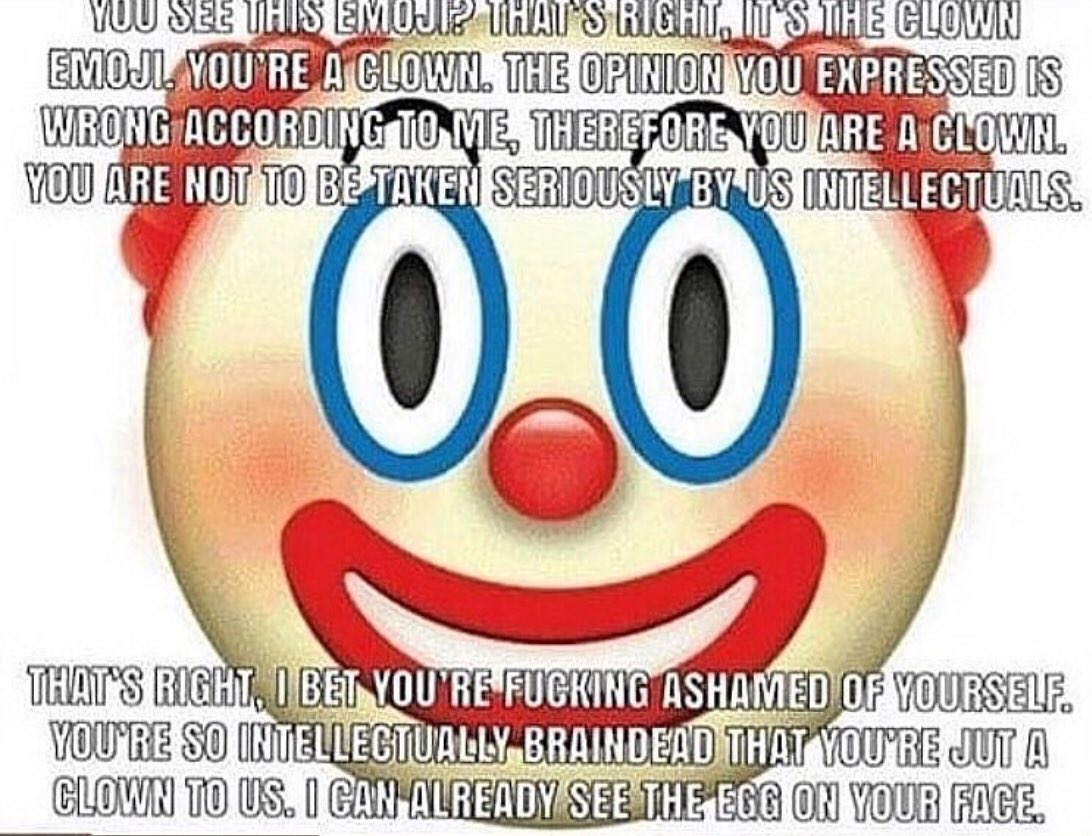 YOU SEE THIS EMOJI? THAT'S RIGHT, IT'S THE CLOWN
EMOJI. YOU'RE A CLOWN. THE OPINION YOU EXPRESSED IS
WRONG ACCORDING TO ME, THEREFORE YOU ARE A CLOWN.
YOU ARE NOT TO BE TAKEN SERIOUSLY BY US INTELLECTUALS.
THAT'S RIGHT, I BET YOU'RE FUCKING ASHAMED OF YOURSELF.
YOU'RE SO INTELLECTUALLY BRAINDEAD THAT YOU'RE JUT A
CLOWN TO US. I CAN ALREADY SEE THE EGG ON YOUR FACE.